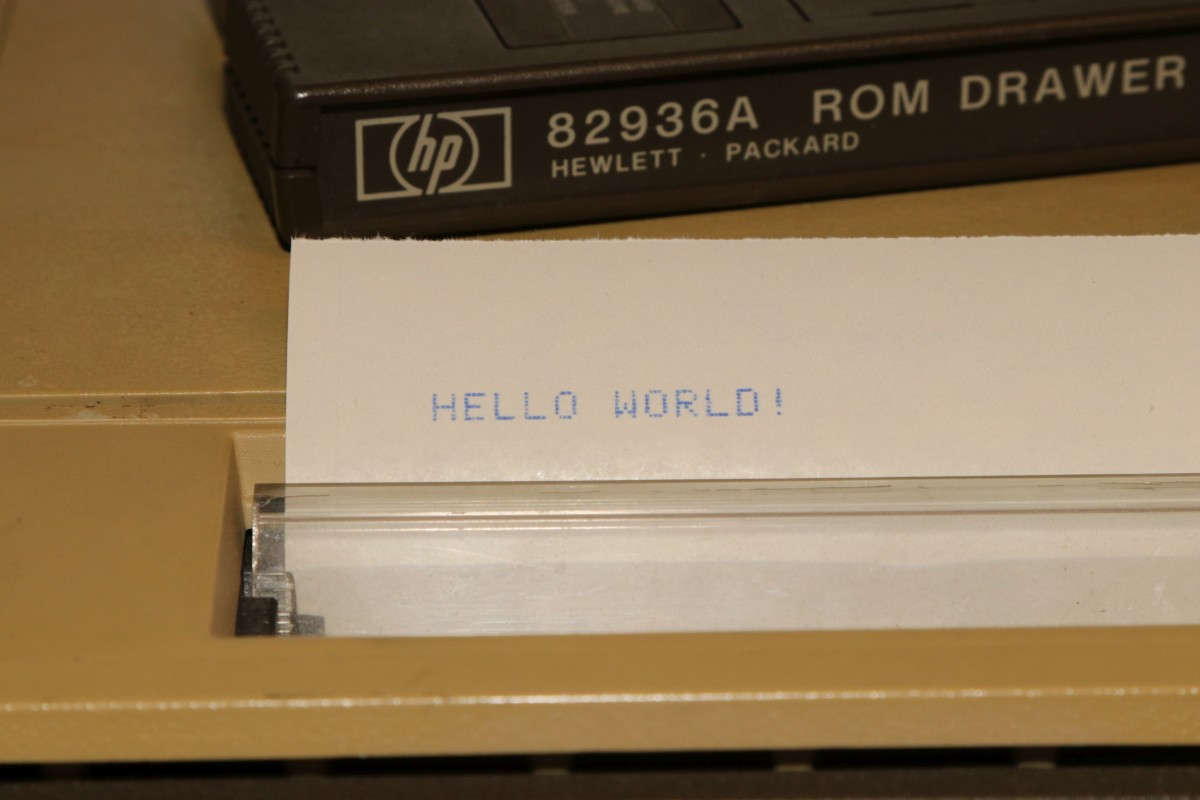 hp 82936A ROM DRAWER
HEWLETT · PACKARD
HELLO WORLD!